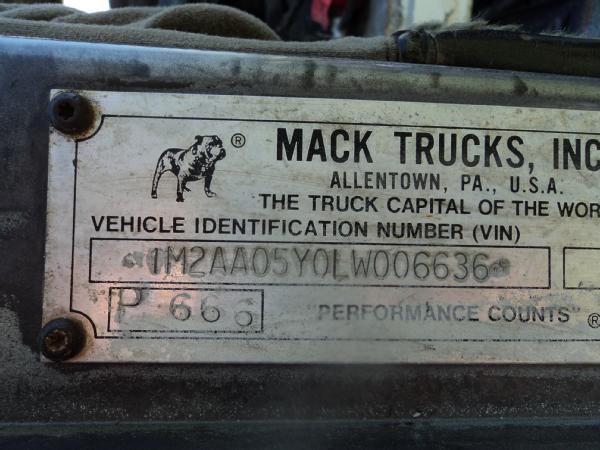 ® MACK TRUCKS, INC
ALLENTOWN, PA., U.S.A.
THE TRUCK CAPITAL OF THE WOR
VEHICLE IDENTIFICATION NUMBER (VIN)
1M2AA05Y0LW006636
P 666 "PERFORMANCE COUNTS" ®